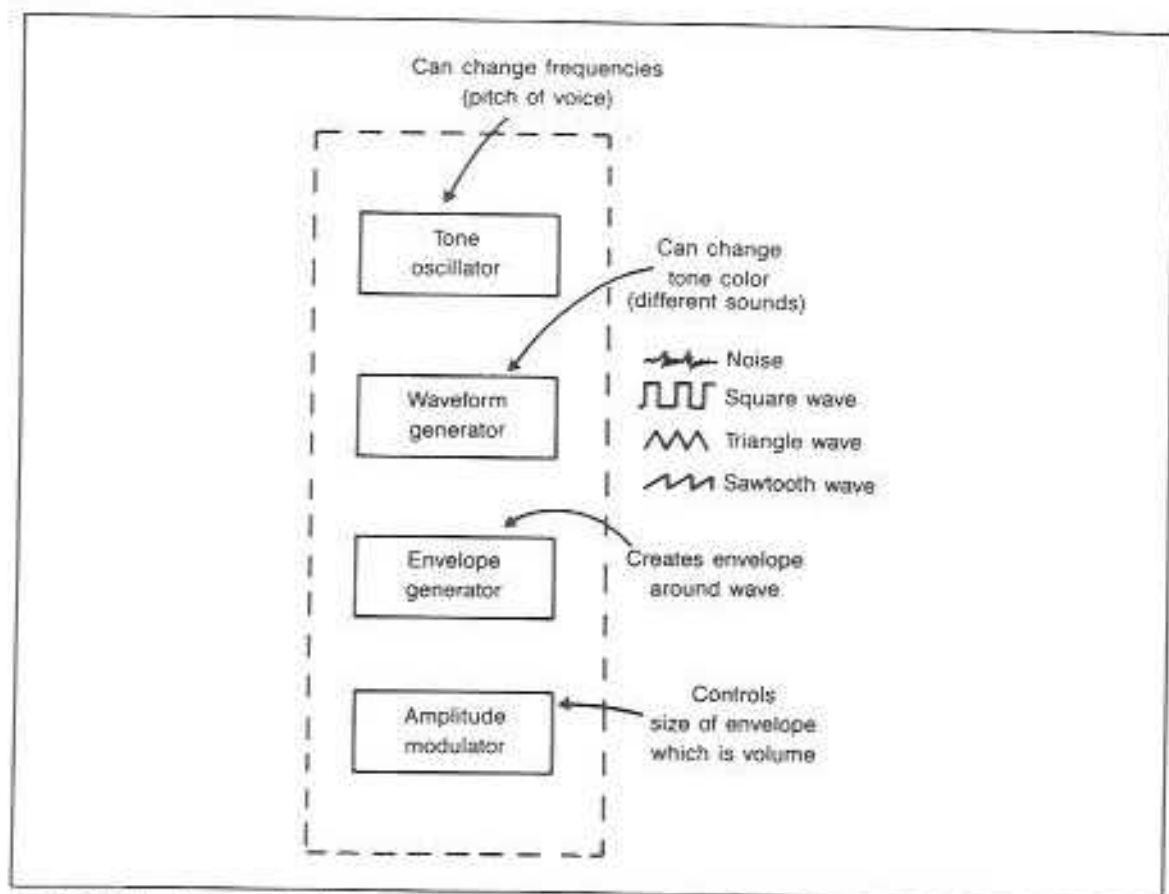 Can change frequencies
(pitch of voice)
Tone
oscillator
Can change
tone color
(different sounds)
Waveform
generator
Noise
Square wave
Triangle wave
Sawtooth wave
Envelope
generator
Creates envelope
around wave
Amplitude
modulator
Controls
size of envelope
which is volume